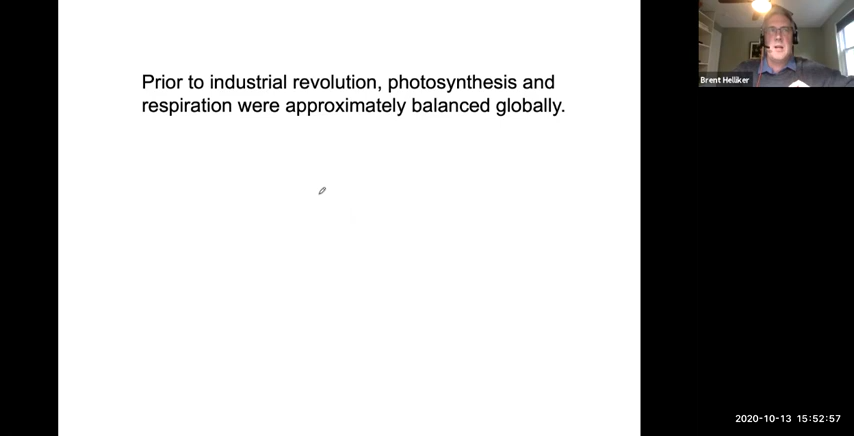 Prior to industrial revolution, photosynthesis and
respiration were approximately balanced globally.
Brent Helliker
2020-10-13 15:52:57